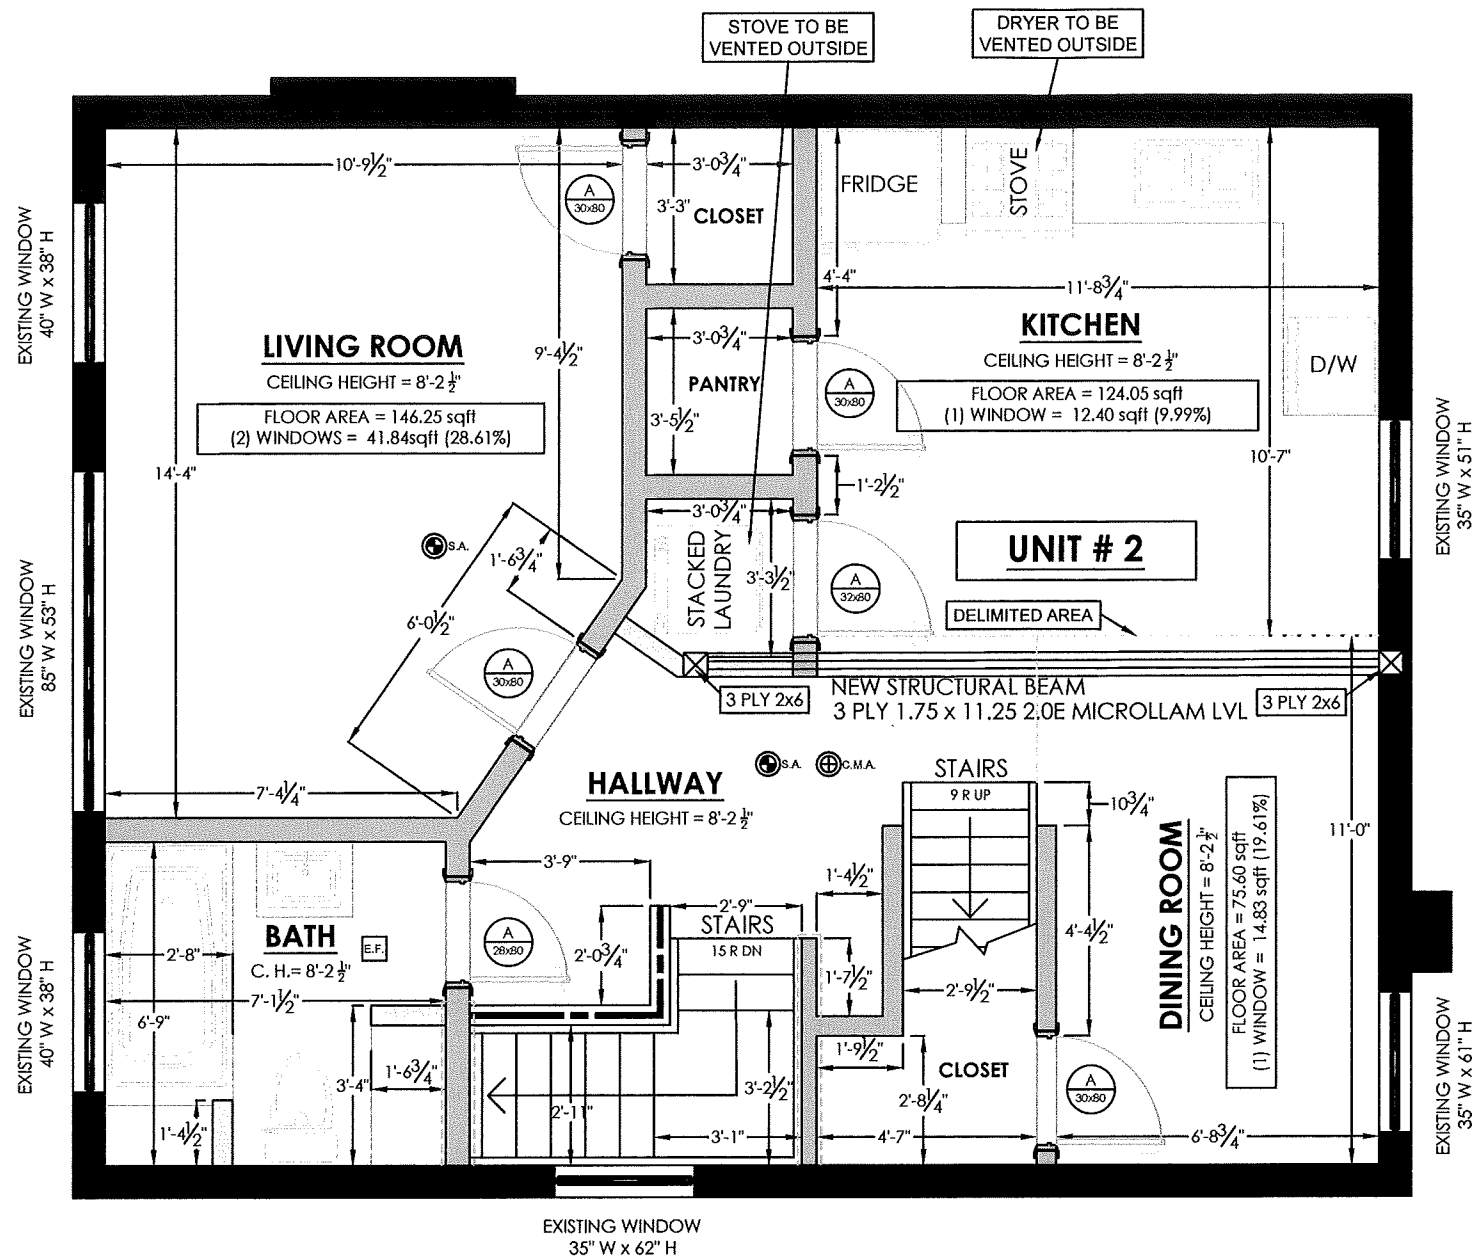 STOVE TO BE
VENTED OUTSIDE
DRYER TO BE
VENTED OUTSIDE
10'-9½"
3'-0¾"
A
30x80
3'-3"
CLOSET
FRIDGE
STOVE
4'-4"
11'-8¾"
EXISTING WINDOW
40" W x 38" H
LIVING ROOM
CEILING HEIGHT = 8'-2 ½"
FLOOR AREA = 146.25 sqft
(2) WINDOWS = 41.84sqft (28.61%)
9'-4½"
3'-0¾"
PANTRY
3'-5½"
A
30x80
KITCHEN
CEILING HEIGHT = 8'-2 ½"
FLOOR AREA = 124.05 sqft
(1) WINDOW = 12.40 sqft (9.99%)
D/W
14'-4"
10'-7"
1'-2½"
EXISTING WINDOW
35" W x 51" H
3'-0¾"
S.A.
1'-6¾"
STACKED
LAUNDRY
3'-3½"
A
32x80
UNIT # 2
DELIMITED AREA
6'-0½"
EXISTING WINDOW
85" W x 53" H
A
30x80
3 PLY 2x6
NEW STRUCTURAL BEAM
3 PLY 1.75 x 11.25 2.0E MICROLLAM LVL
3 PLY 2x6
7'-4¼"
HALLWAY
CEILING HEIGHT = 8'-2 ½"
S.A.
C.M.A.
STAIRS
9 R UP
10¾"
11'-0"
3'-9"
1'-4½"
4'-4½"
DINING ROOM
CEILING HEIGHT = 8'-2½"
FLOOR AREA = 75.60 sqft
(1) WINDOW = 14.83 sqft (19.61%)
2'-9"
STAIRS
15 R DN
BATH
C. H.= 8'-2 ½"
E.F.
2'-8"
7'-1½"
6'-9"
A
28x80
2'-0¾"
1'-7½"
2'-9½"
EXISTING WINDOW
40" W x 38" H
1'-9½"
CLOSET
2'-8¼"
A
30x80
EXISTING WINDOW
35" W x 61" H
1'-6¾"
3'-4"
1'-4½"
2'-11"
3'-2½"
3'-1"
4'-7"
6'-8¾"
EXISTING WINDOW
35" W x 62" H